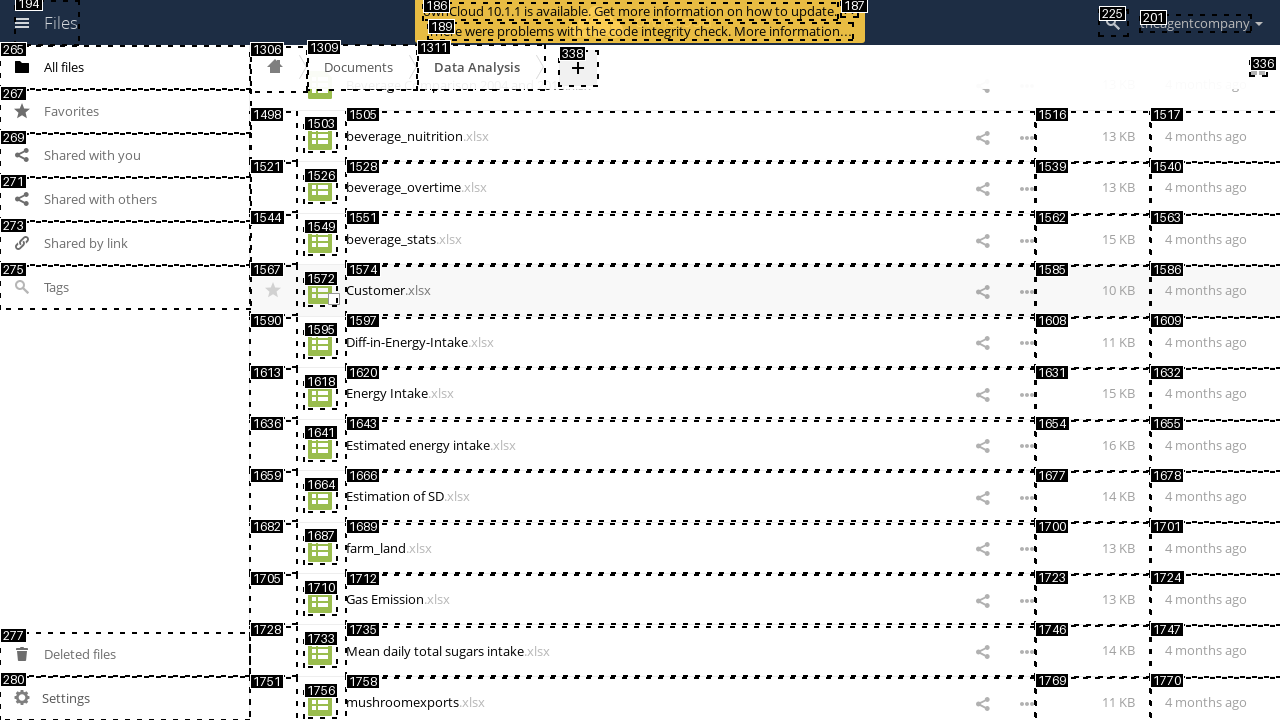 194
Files
186
ownCloud 10.1.1 is available. Get more information on how to update.
187
189
There were problems with the code integrity check. More information…
225
201
theagentcompany
265
All files
267
Favorites
269
Shared with you
271
Shared with others
273
Shared by link
275
Tags
277
Deleted files
280
Settings
1306
1309
Documents
1311
Data Analysis
338
+
336
1498
1503
1505
beverage_nuitrition.xlsx
1516
13 KB
1517
4 months ago
1521
1526
1528
beverage_overtime.xlsx
1539
13 KB
1540
4 months ago
1544
1549
1551
beverage_stats.xlsx
1562
15 KB
1563
4 months ago
1567
1572
1574
Customer.xlsx
1585
10 KB
1586
4 months ago
1590
1595
1597
Diff-in-Energy-Intake.xlsx
1608
11 KB
1609
4 months ago
1613
1618
1620
Energy Intake.xlsx
1631
15 KB
1632
4 months ago
1636
1641
1643
Estimated energy intake.xlsx
1654
16 KB
1655
4 months ago
1659
1664
1666
Estimation of SD.xlsx
1677
14 KB
1678
4 months ago
1682
1687
1689
farm_land.xlsx
1700
13 KB
1701
4 months ago
1705
1710
1712
Gas Emission.xlsx
1723
13 KB
1724
4 months ago
1728
1733
1735
Mean daily total sugars intake.xlsx
1746
14 KB
1747
4 months ago
1751
1756
1758
mushroomexports.xlsx
1769
11 KB
1770
4 months ago